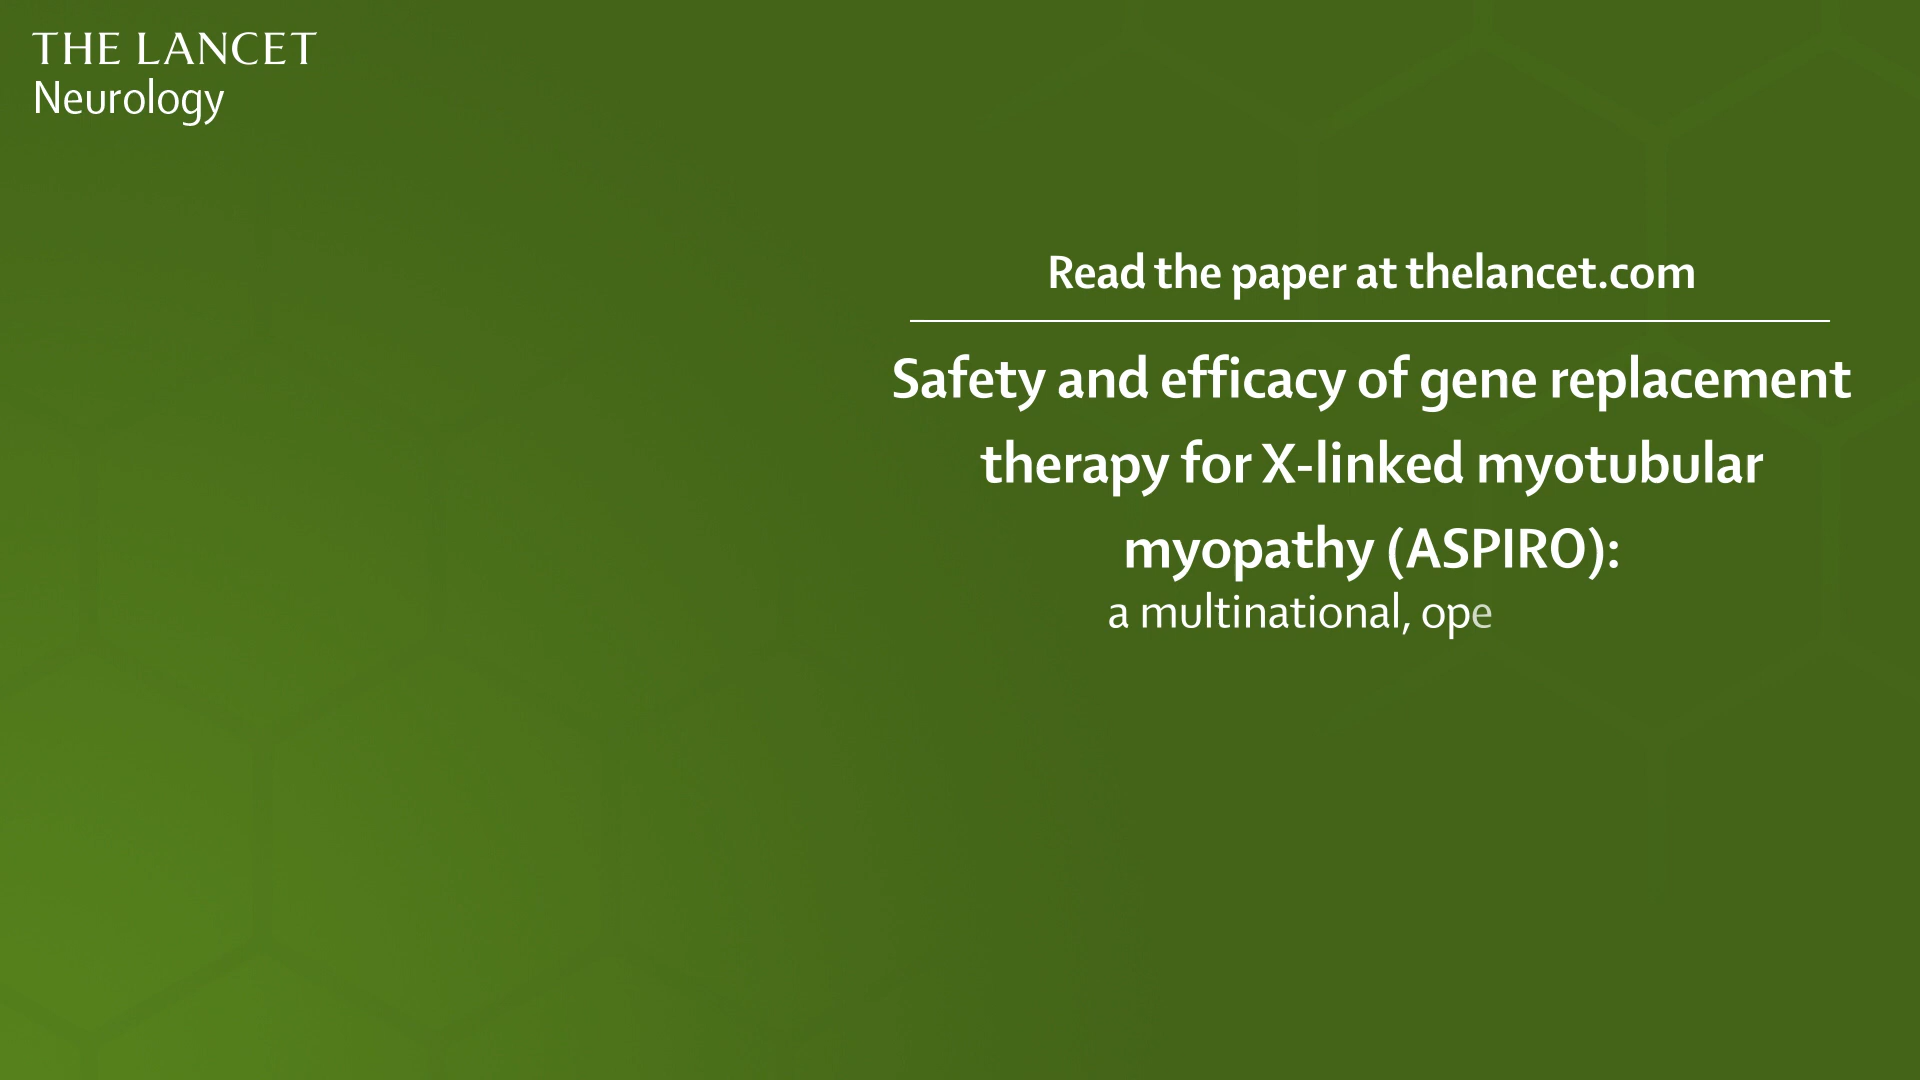 THE LANCET
Neurology
Read the paper at thelancet.com
Safety and efficacy of gene replacement
therapy for X-linked myotubular
myopathy (ASPIRO):
a multinational, ope